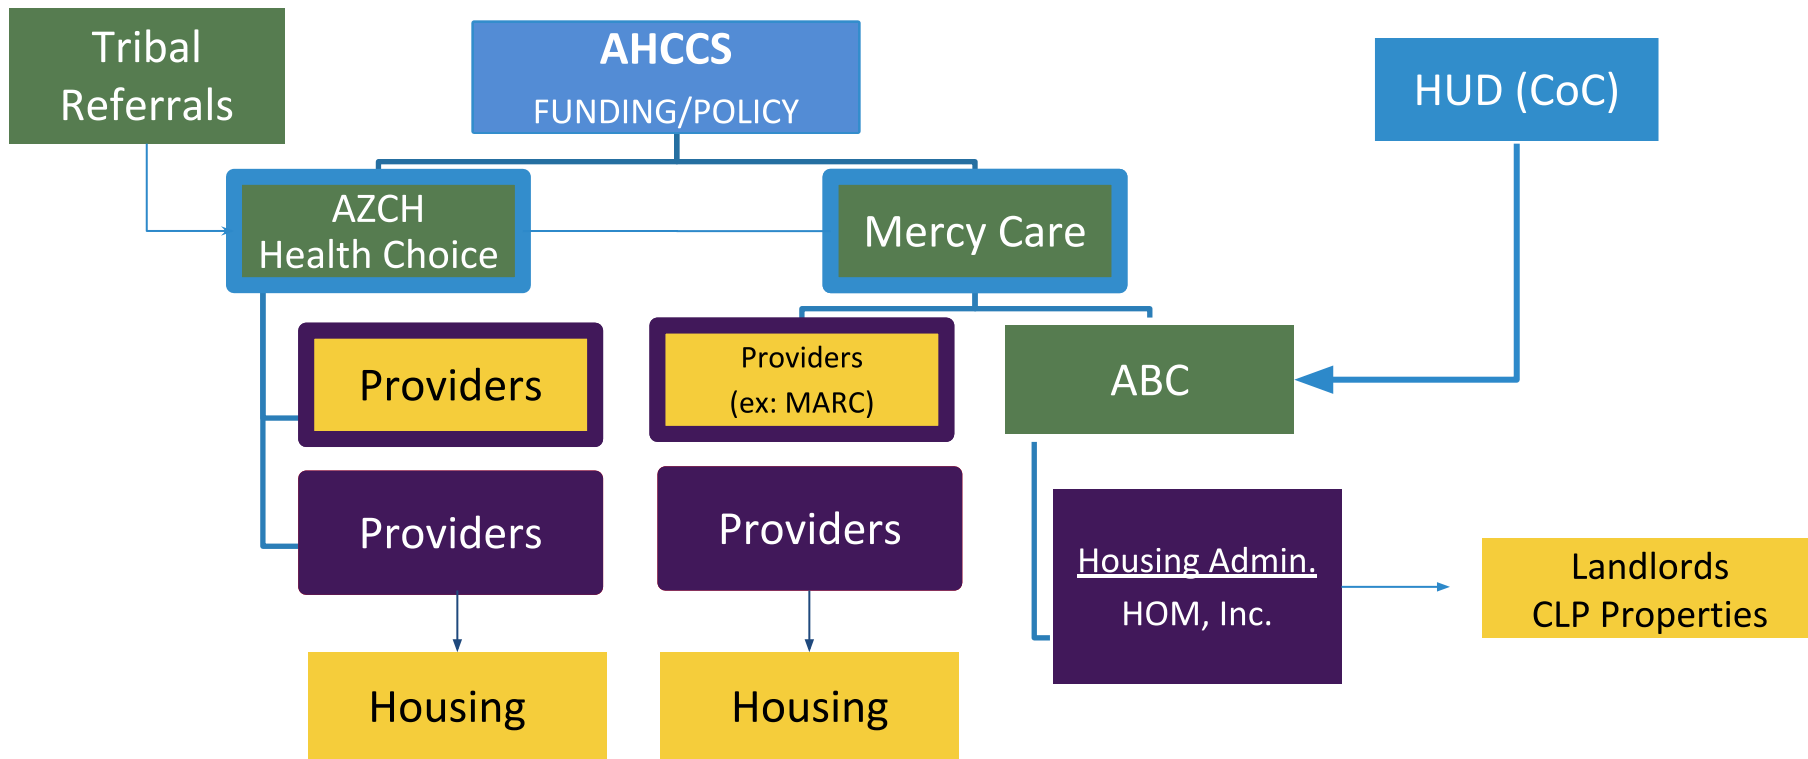 Tribal
Referrals
AHCCS
FUNDING/POLICY
HUD (CoC)
AZCH
Health Choice
Mercy Care
Providers
Providers
(ex: MARC)
ABC
Providers
Providers
Housing Admin.
HOM, Inc.
Landlords
CLP Properties
Housing
Housing